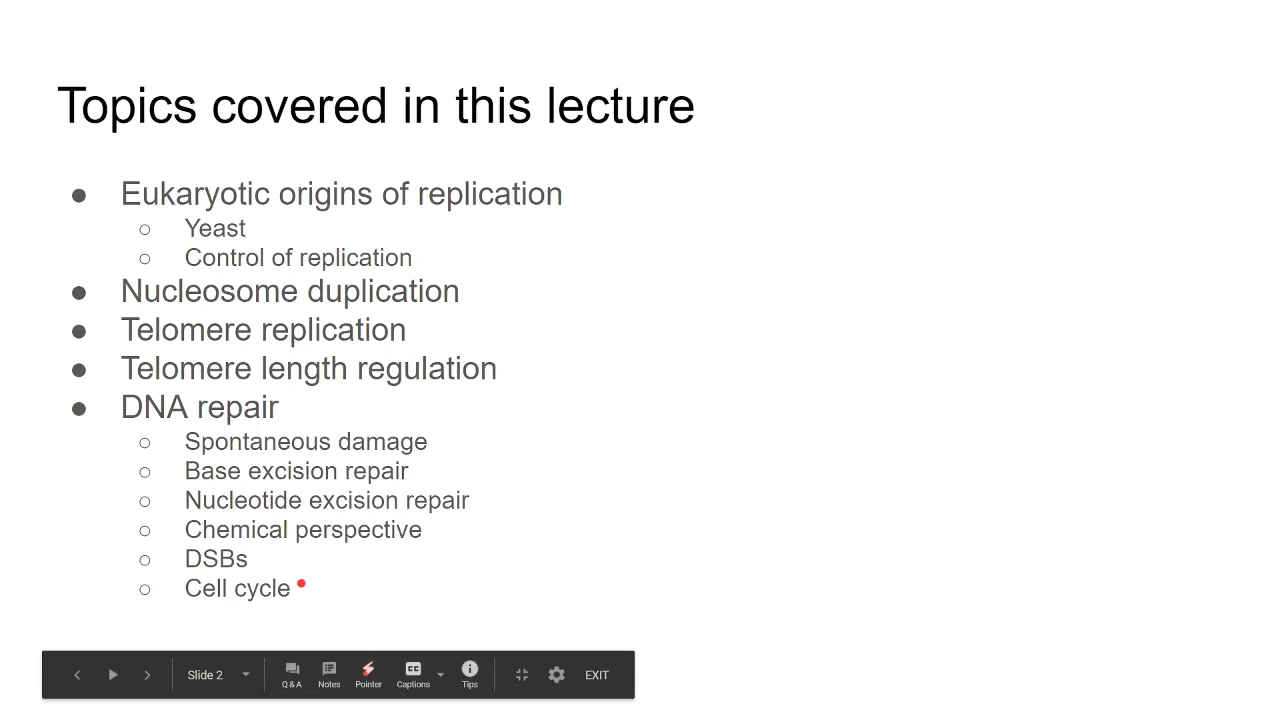 Topics covered in this lecture
● Eukaryotic origins of replication
○ Yeast
○ Control of replication
● Nucleosome duplication
● Telomere replication
● Telomere length regulation
● DNA repair
○ Spontaneous damage
○ Base excision repair
○ Nucleotide excision repair
○ Chemical perspective
○ DSBs
○ Cell cycle
Slide 2 Q & A Notes Pointer CC Captions Tips EXIT